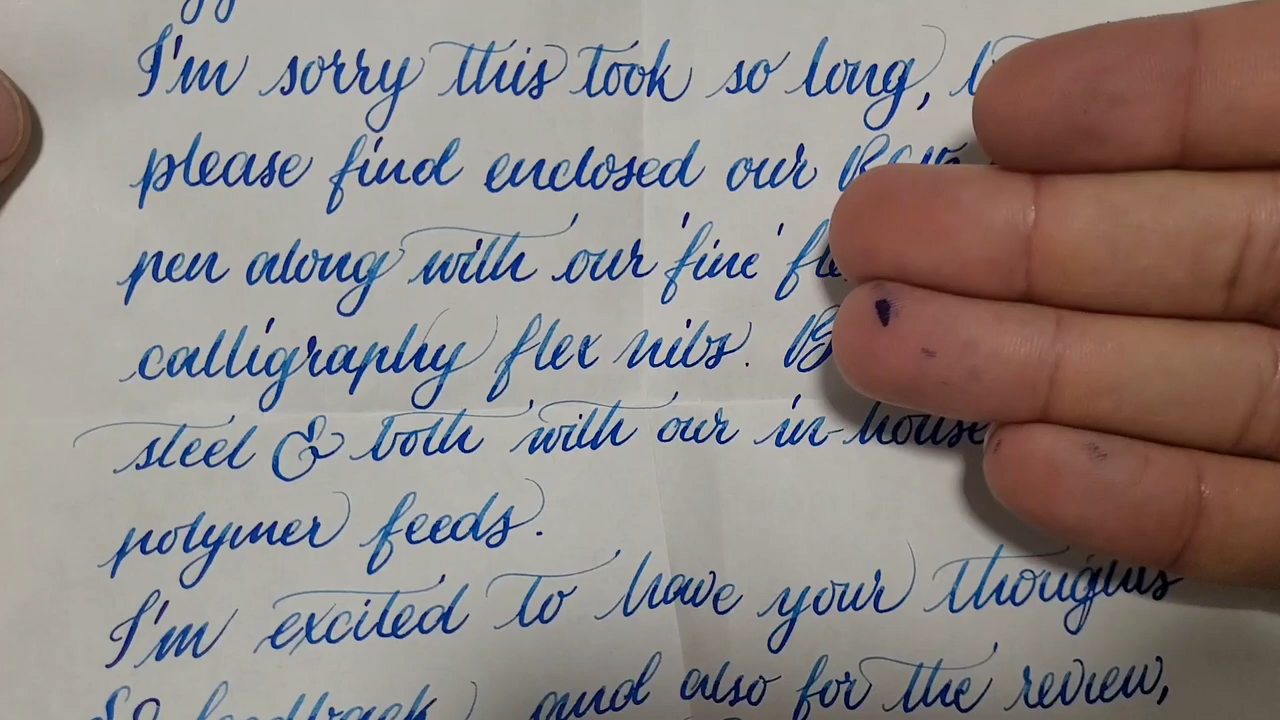 I'm sorry this took so long,
please find enclosed our
pen along with our 'fine'
calligraphy flex nibs.
steel & both with our in-house
polymer feeds.
I'm excited to have your thoughts
& feedback, and also for the review,